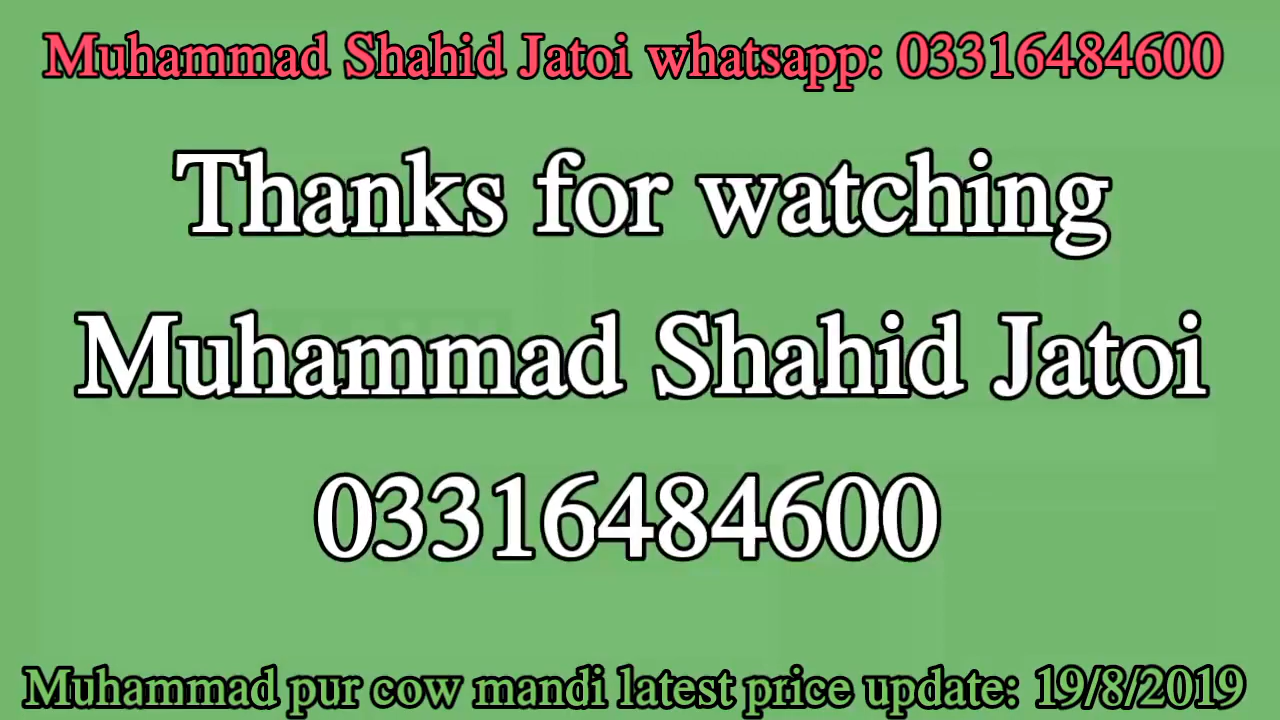 Muhammad Shahid Jatoi whatsapp: 03316484600
Thanks for watching
Muhammad Shahid Jatoi
03316484600
Muhammad pur cow mandi latest price update: 19/8/2019